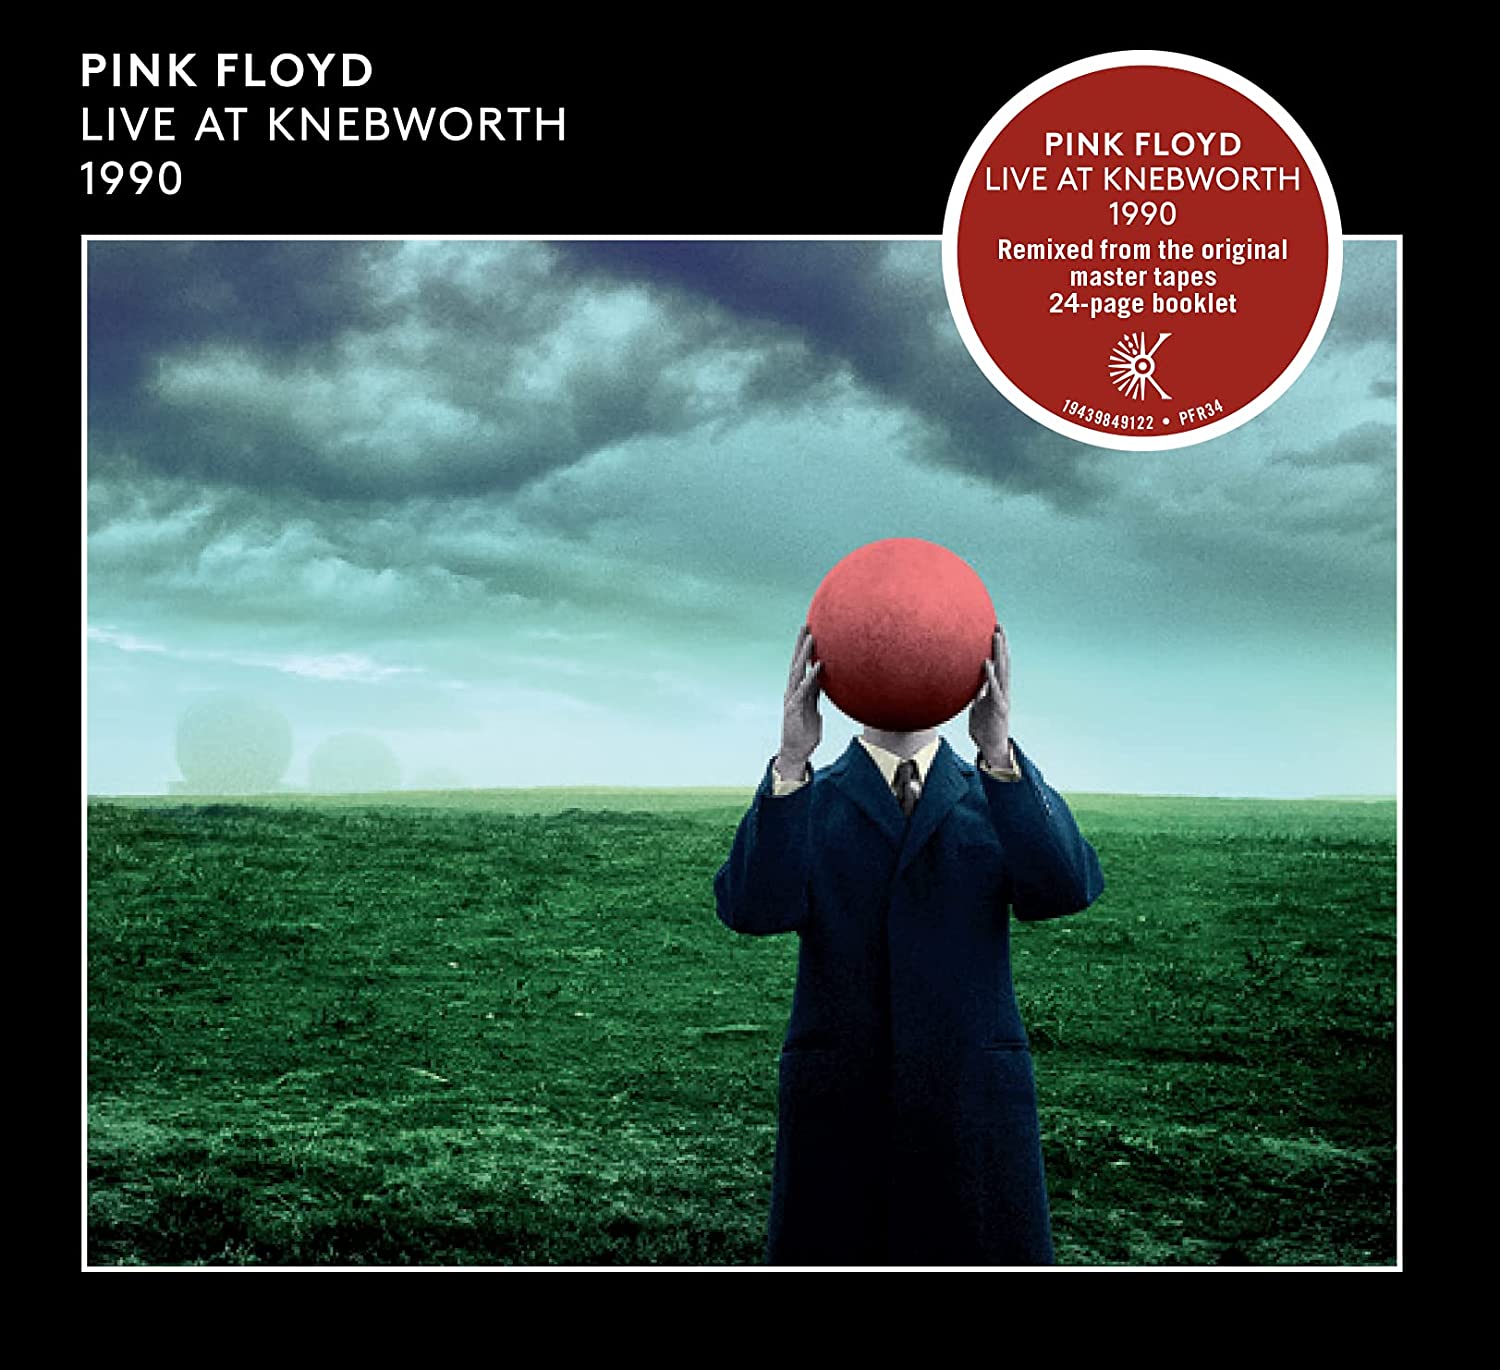 PINK FLOYD
LIVE AT KNEBWORTH
1990
PINK FLOYD
LIVE AT KNEBWORTH
1990
Remixed from the original
master tapes
24-page booklet
19439849122 • PFR34